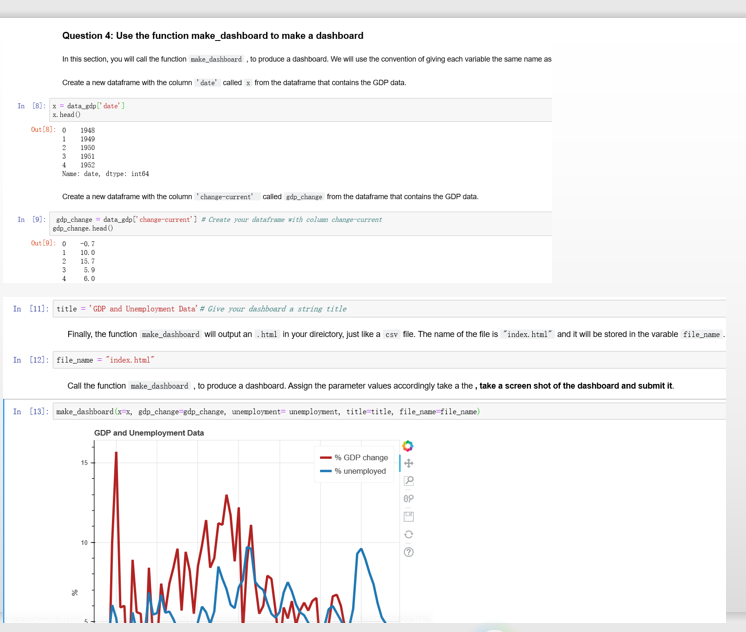 Question 4: Use the function make_dashboard to make a dashboard
In this section, you will call the function make_dashboard , to produce a dashboard. We will use the convention of giving each variable the same name as
Create a new dataframe with the column 'date' called x from the dataframe that contains the GDP data.
In [8]: x = data_gdp['date']
x.head()
Out[8]: 0 1948
1 1949
2 1950
3 1951
4 1952
Name: date, dtype: int64
Create a new dataframe with the column 'change-current' called gdp_change from the dataframe that contains the GDP data.
In [9]: gdp_change = data_gdp['change-current'] # Create your dataframe with column change-current
gdp_change.head()
Out[9]: 0 -0.7
1 10.0
2 15.7
3 5.9
4 6.0
In [11]: title = 'GDP and Unemployment Data'# Give your dashboard a string title
Finally, the function make_dashboard will output an .html in your direictory, just like a csv file. The name of the file is "index.html" and it will be stored in the varable file_name .
In [12]: file_name = "index.html"
Call the function make_dashboard , to produce a dashboard. Assign the parameter values accordingly take a the , take a screen shot of the dashboard and submit it.
In [13]: make_dashboard(x=x, gdp_change=gdp_change, unemployment= unemployment, title=title, file_name=file_name)
GDP and Unemployment Data
% GDP change
% unemployed
15
10
%
5